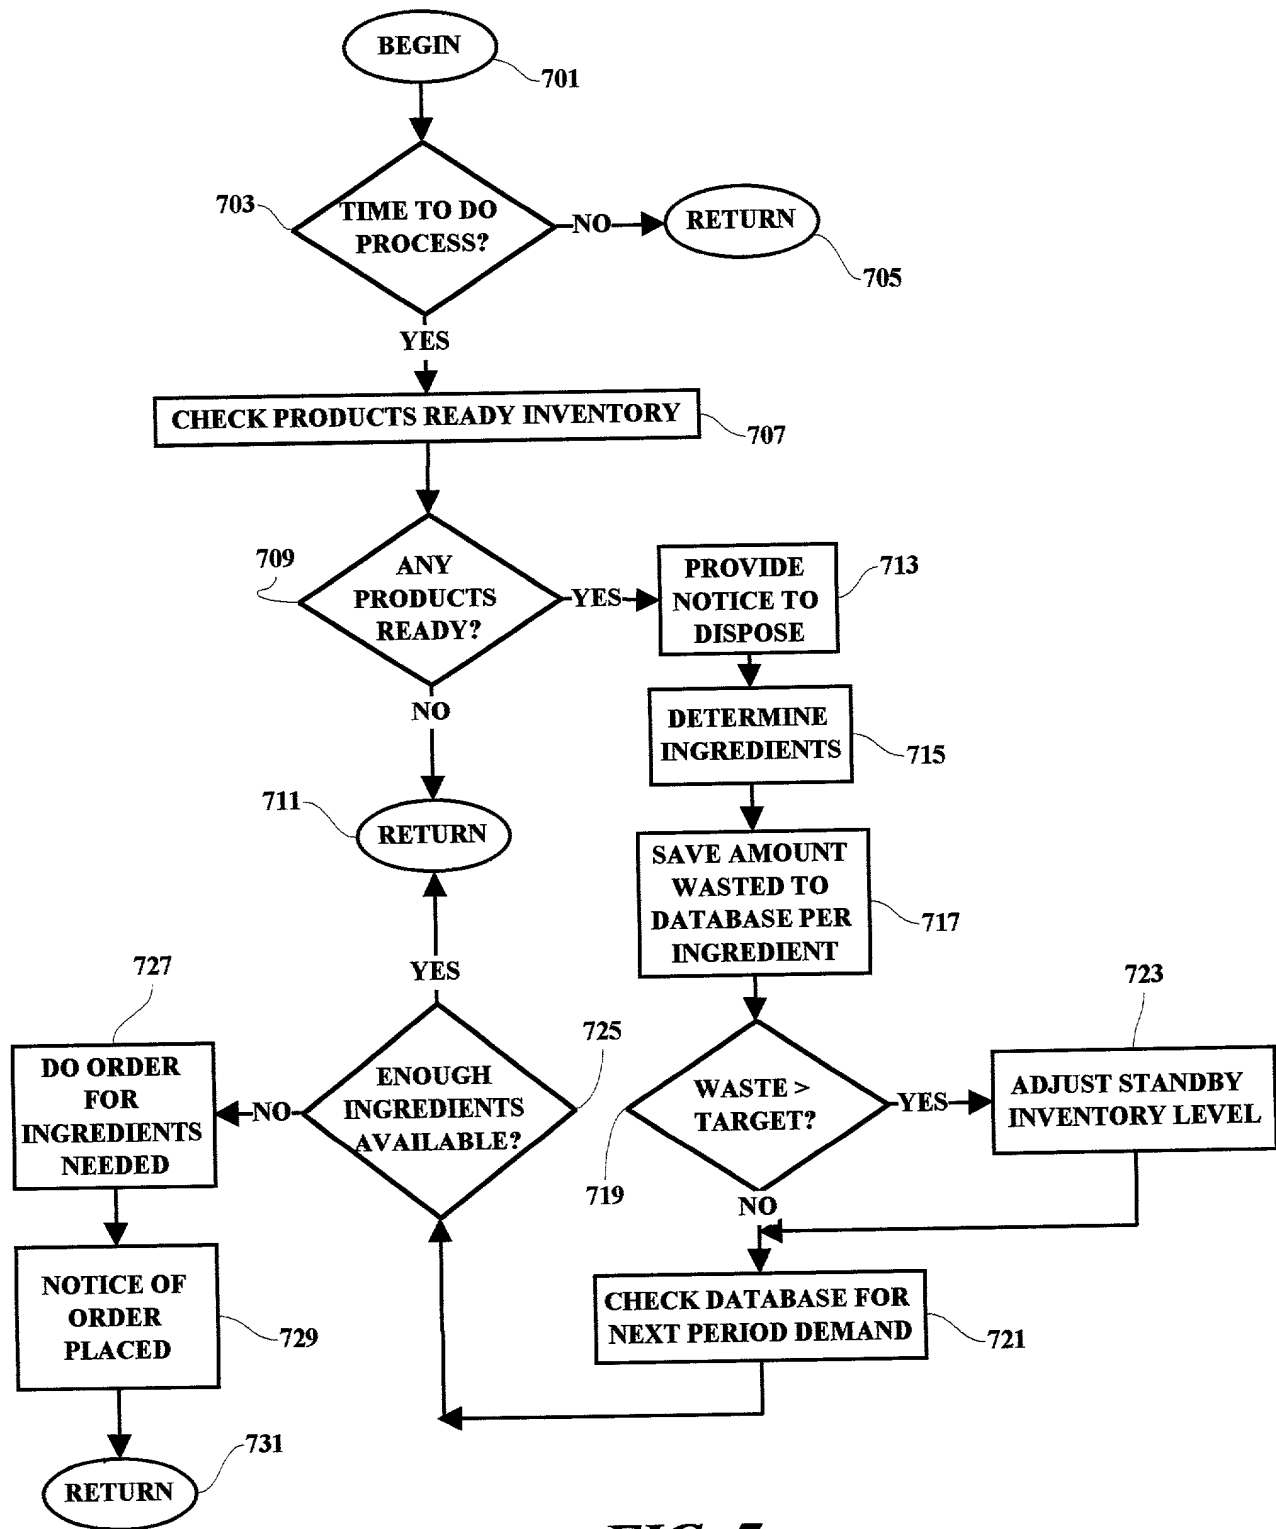 BEGIN
701
703
TIME TO DO
PROCESS?
NO
RETURN
705
YES
CHECK PRODUCTS READY INVENTORY
707
709
ANY
PRODUCTS
READY?
YES
PROVIDE
NOTICE TO
DISPOSE
713
NO
DETERMINE
INGREDIENTS
715
711
RETURN
SAVE AMOUNT
WASTED TO
DATABASE PER
INGREDIENT
717
YES
727
DO ORDER
FOR
INGREDIENTS
NEEDED
NO
ENOUGH
INGREDIENTS
AVAILABLE?
725
WASTE >
TARGET?
719
YES
723
ADJUST STANDBY
INVENTORY LEVEL
NO
NOTICE OF
ORDER
PLACED
729
CHECK DATABASE FOR
NEXT PERIOD DEMAND
721
731
RETURN